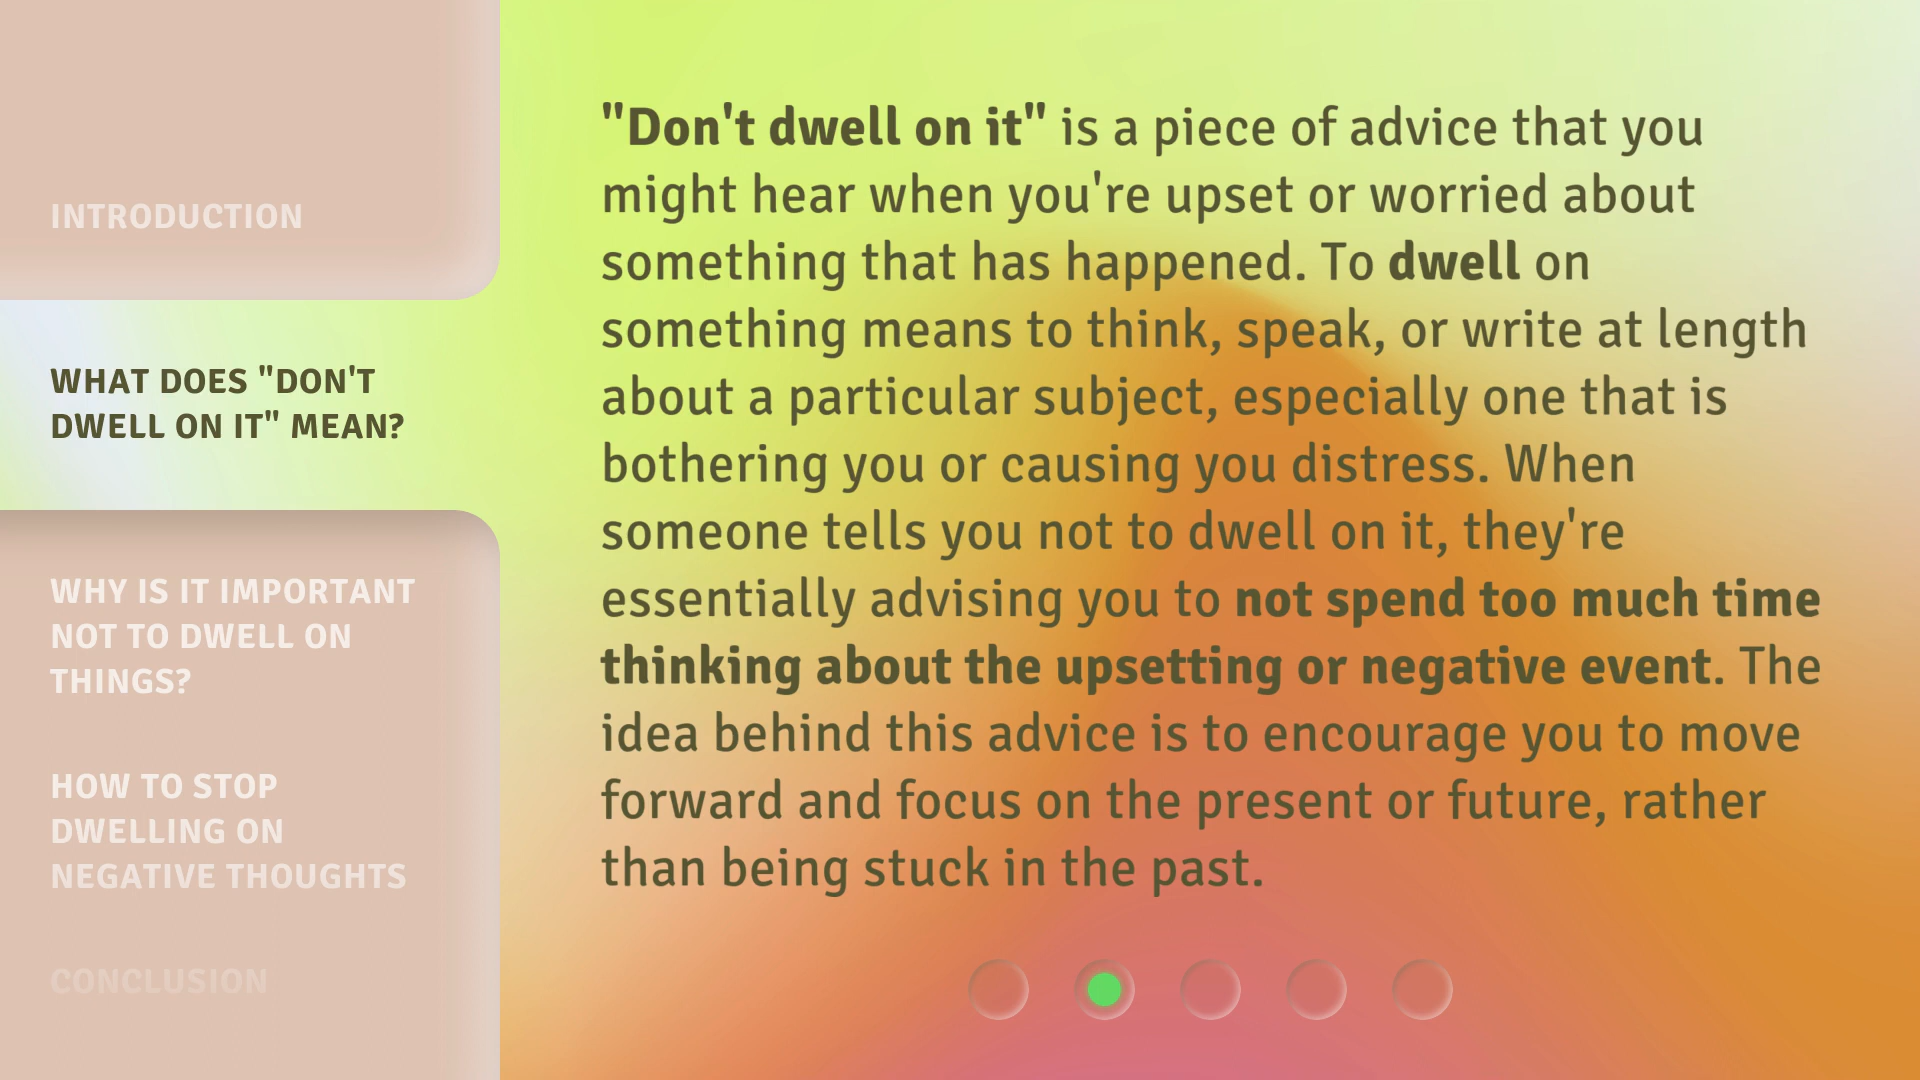 INTRODUCTION
WHAT DOES "DON'T
DWELL ON IT" MEAN?
WHY IS IT IMPORTANT
NOT TO DWELL ON
THINGS?
HOW TO STOP
DWELLING ON
NEGATIVE THOUGHTS
CONCLUSION
"Don't dwell on it" is a piece of advice that you
might hear when you're upset or worried about
something that has happened. To dwell on
something means to think, speak, or write at length
about a particular subject, especially one that is
bothering you or causing you distress. When
someone tells you not to dwell on it, they're
essentially advising you to not spend too much time
thinking about the upsetting or negative event. The
idea behind this advice is to encourage you to move
forward and focus on the present or future, rather
than being stuck in the past.